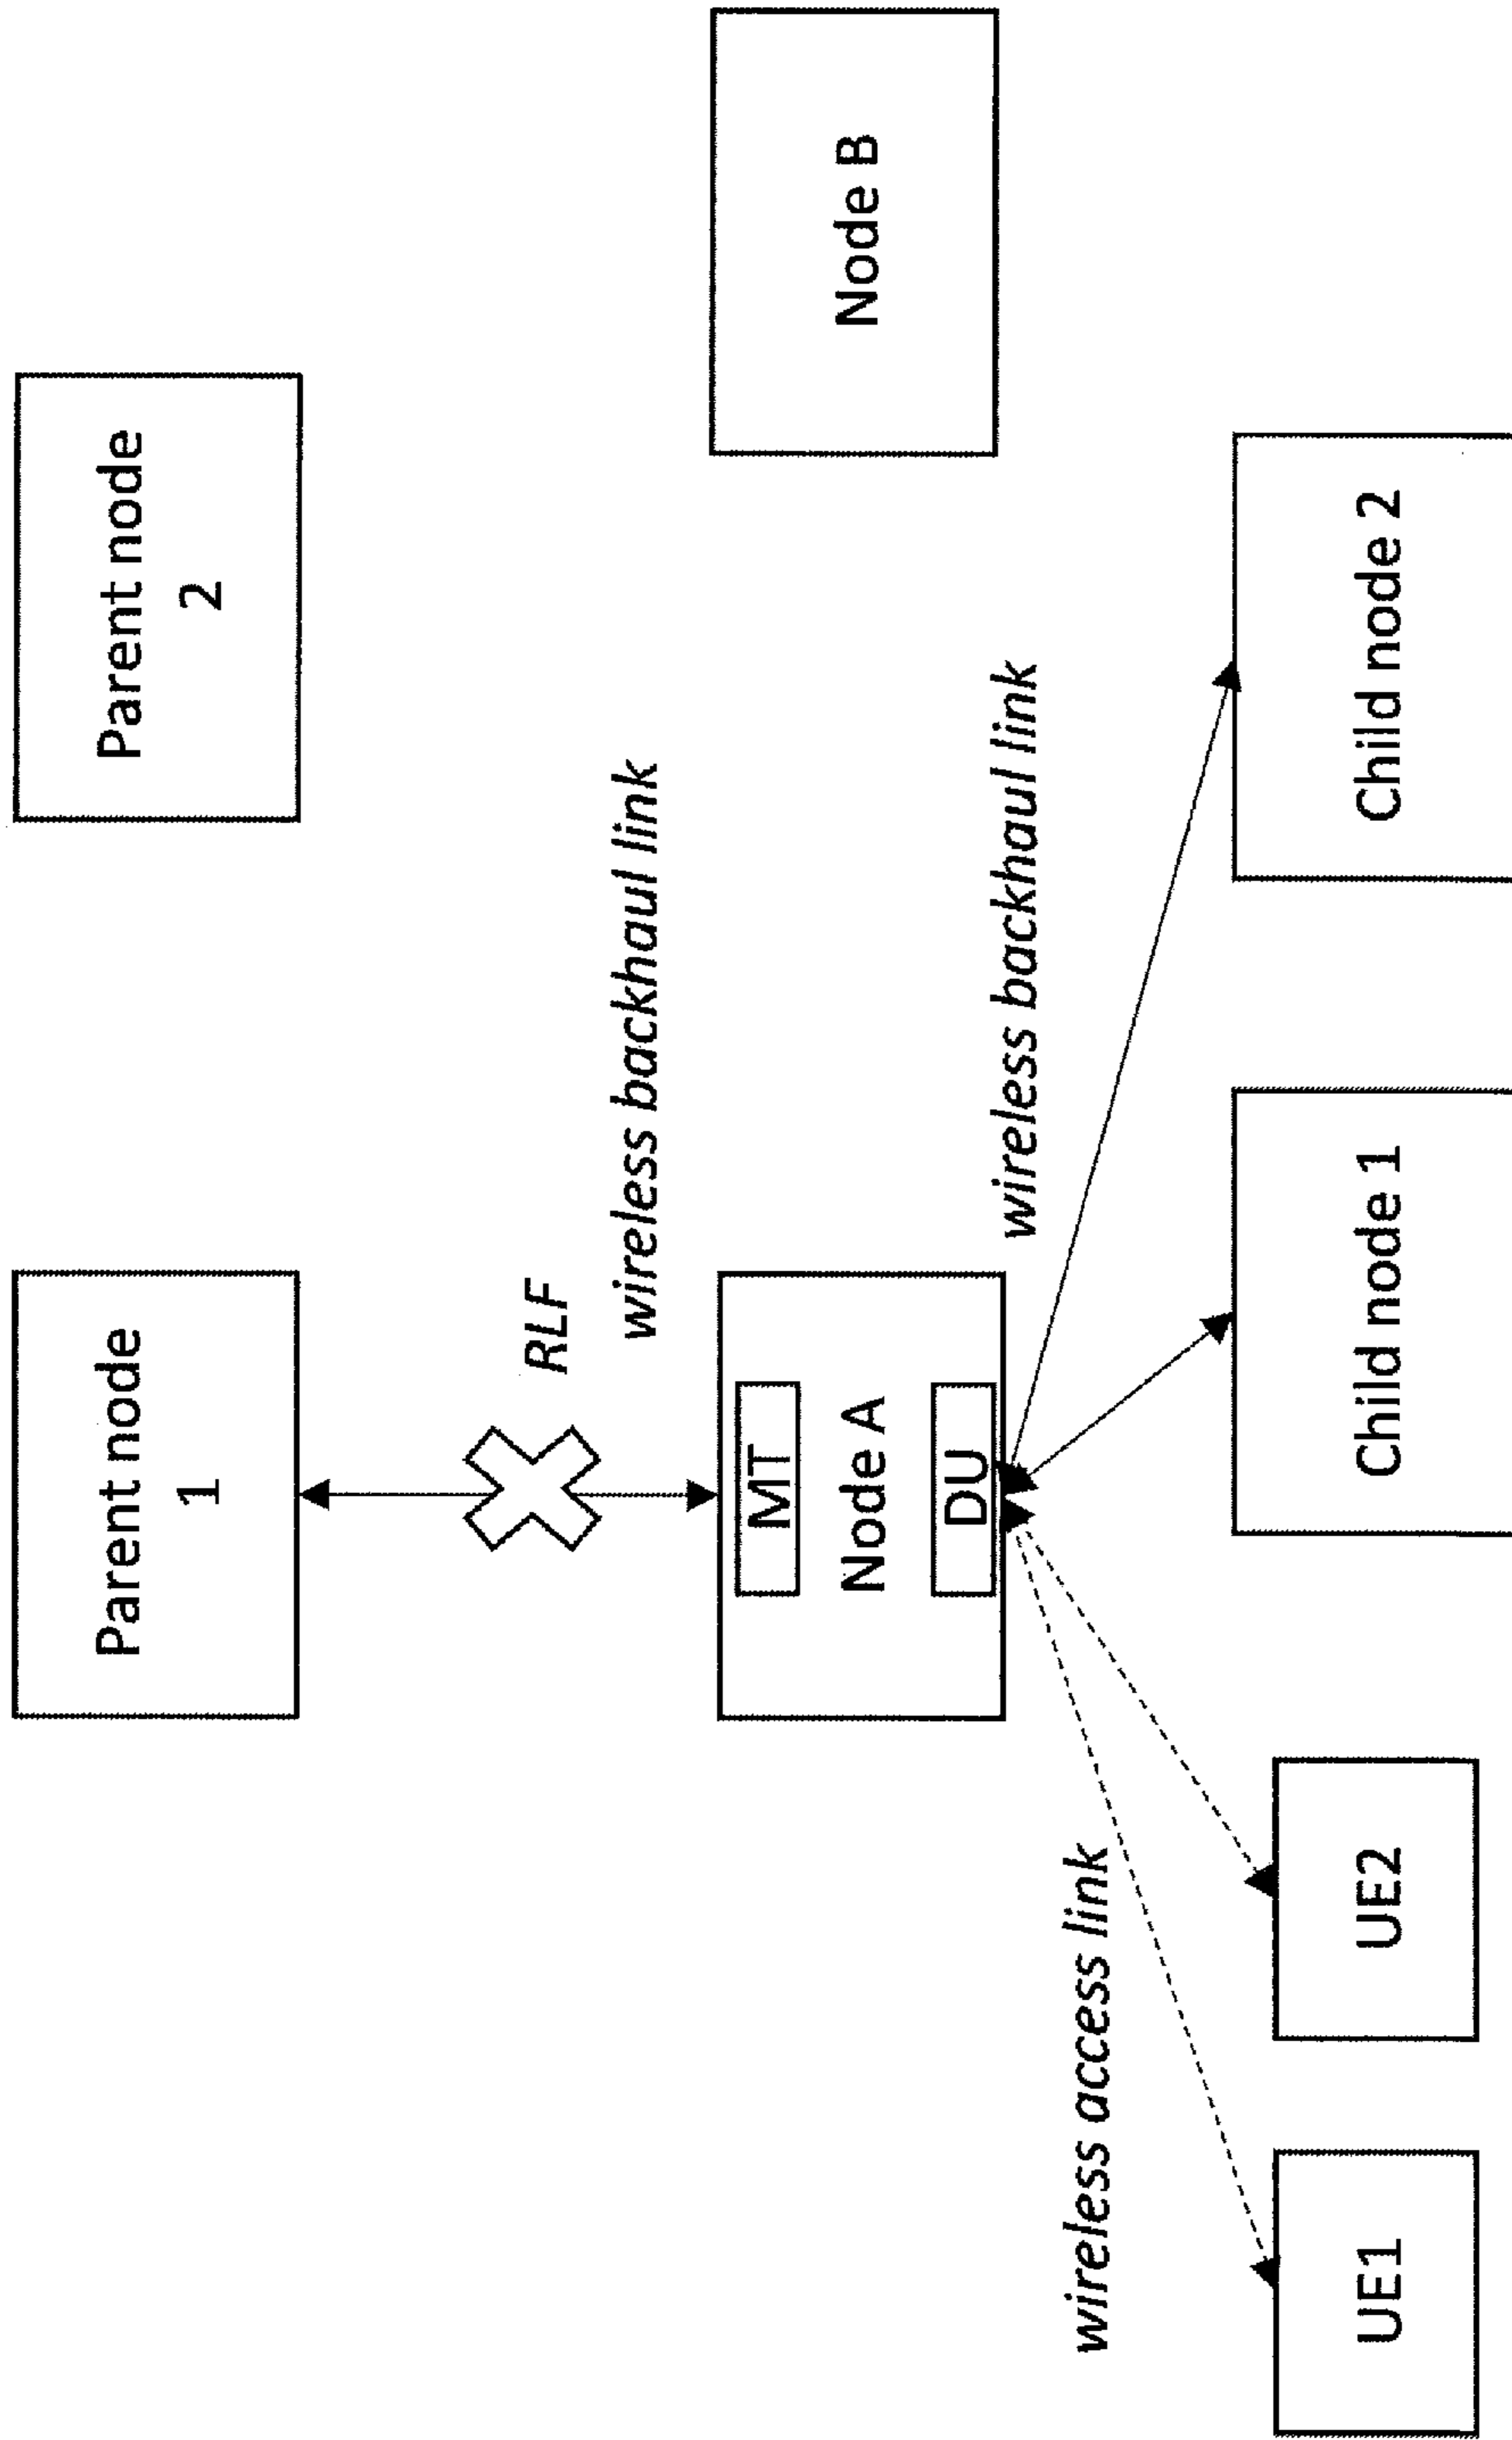 Parent node
1
Parent node
2
RLF
wireless backhaul link
MT
Node A
DU
Node B
wireless backhaul link
wireless access link
UE1
UE2
Child node 1
Child node 2